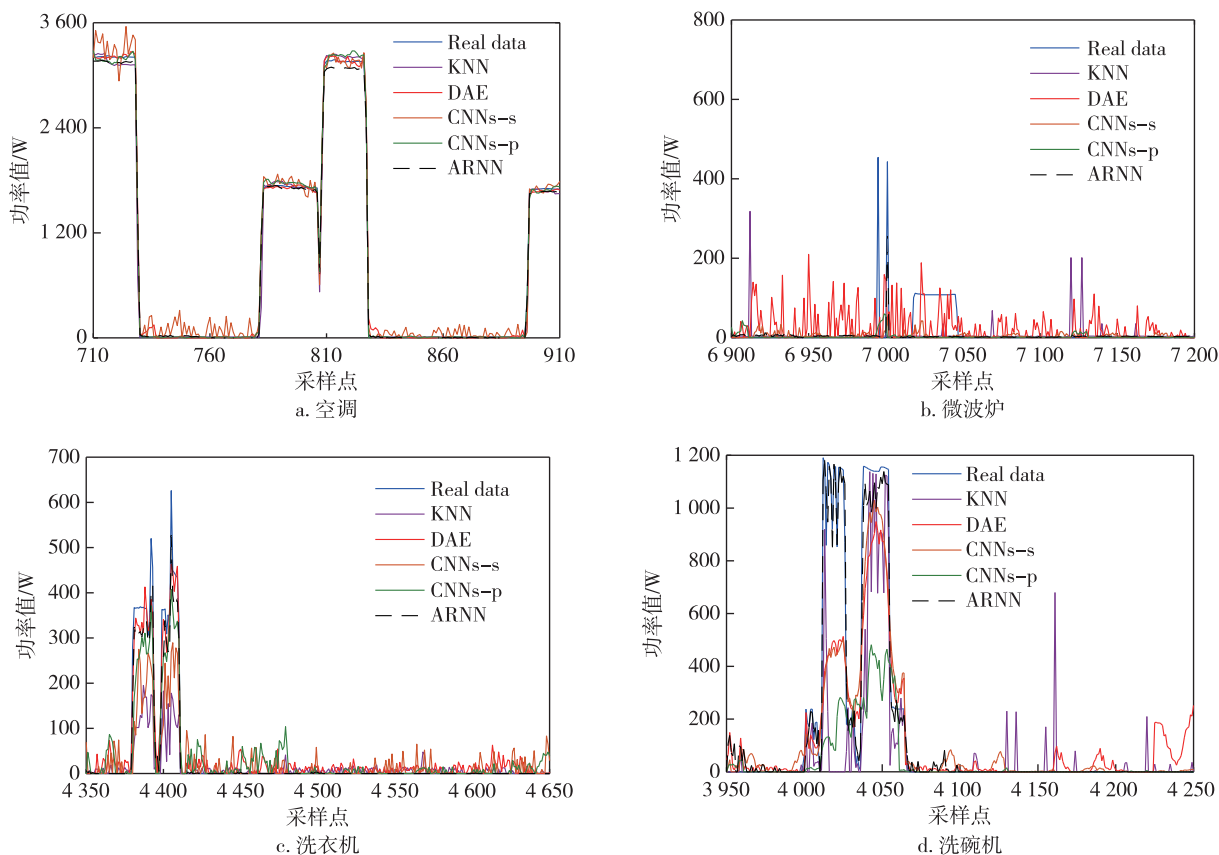 3 600
2 400
1 200
0
功率值/W
Real data
KNN
DAE
CNNs-s
CNNs-p
ARNN
710
760
810
860
910
采样点
a. 空调
800
600
400
200
0
功率值/W
Real data
KNN
DAE
CNNs-s
CNNs-p
ARNN
6 900
6 950
7 000
7 050
7 100
7 150
7 200
采样点
b. 微波炉
700
600
500
400
300
200
100
0
功率值/W
Real data
KNN
DAE
CNNs-s
CNNs-p
ARNN
4 350
4 400
4 450
4 500
4 550
4 600
4 650
采样点
c. 洗衣机
1 200
1 000
800
600
400
200
0
功率值/W
Real data
KNN
DAE
CNNs-s
CNNs-p
ARNN
3 950
4 000
4 050
4 100
4 150
4 200
4 250
采样点
d. 洗碗机